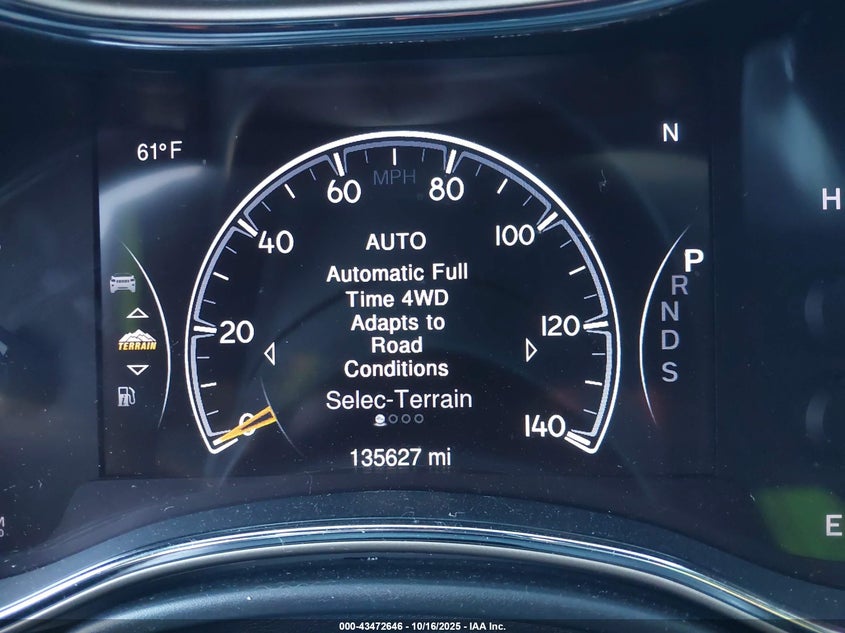 61°F
N
H
MPH
0
20
40
60
80
100
120
140
AUTO
Automatic Full
Time 4WD
Adapts to
Road
Conditions
Selec-Terrain
135627 mi
TERRAIN
P
R
N
D
S
E
000-43472646 - 10/16/2025 - IAA Inc.